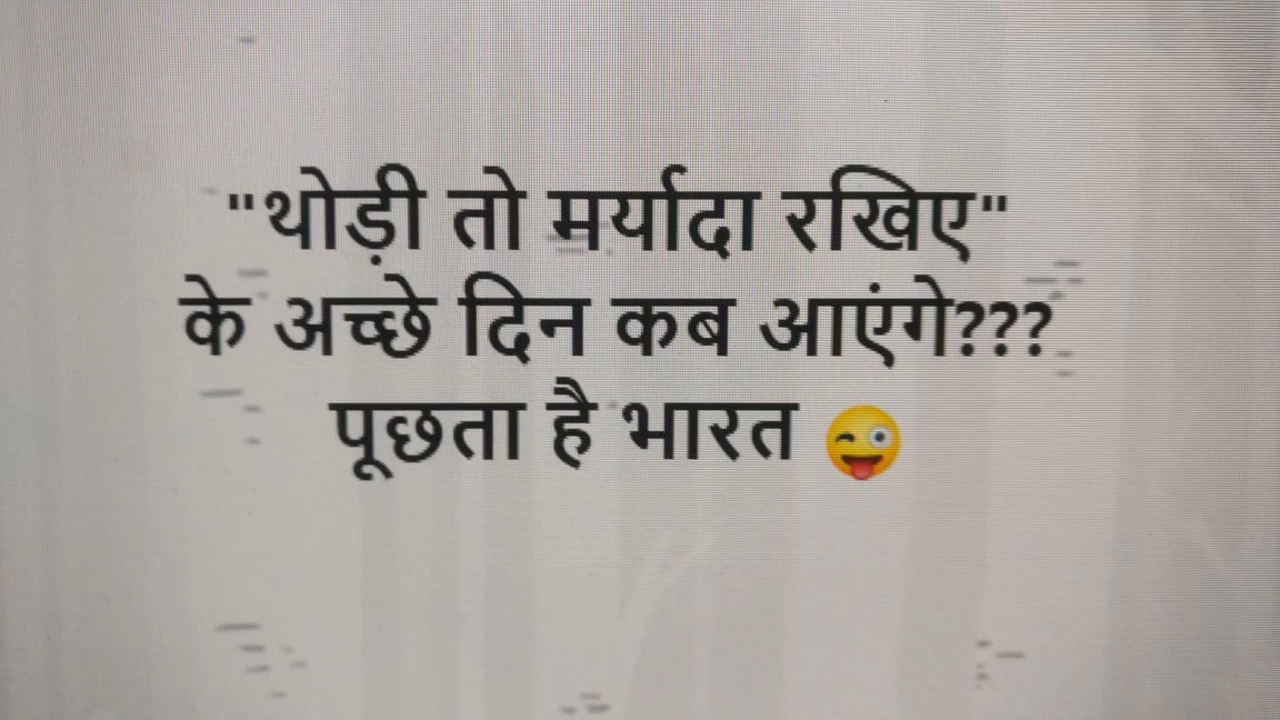 "थोड़ी तो मर्यादा रखिए"
के अच्छे दिन कब आएंगे???
पूछता है भारत 😜